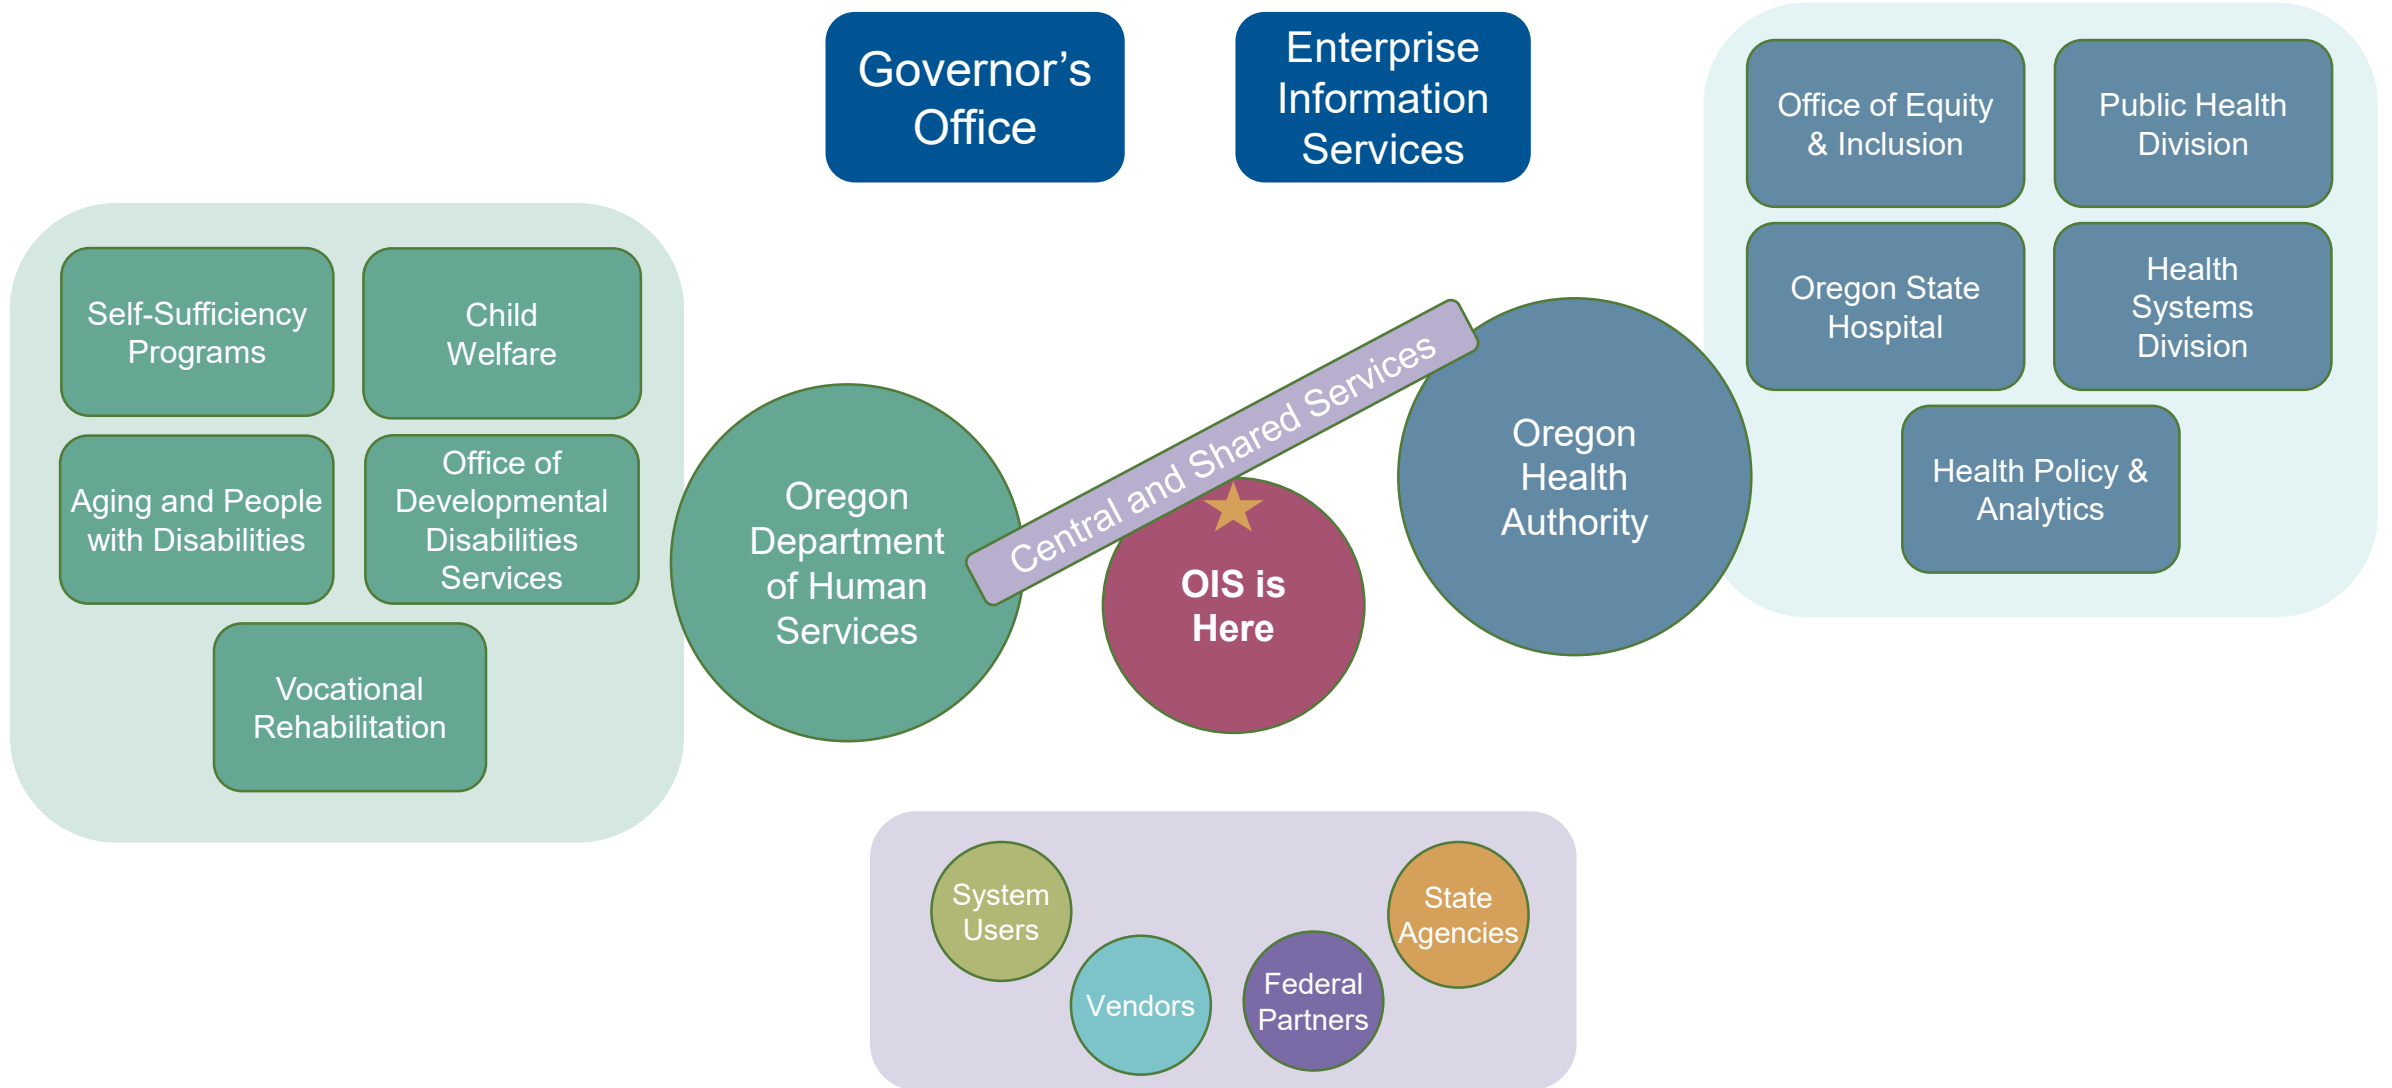 Governor’s
Office
Enterprise
Information
Services
Self-Sufficiency
Programs
Child
Welfare
Aging and People
with Disabilities
Office of
Developmental
Disabilities
Services
Vocational
Rehabilitation
Oregon
Department
of Human
Services
Central and Shared Services
OIS is
Here
Oregon
Health
Authority
Office of Equity
& Inclusion
Public Health
Division
Oregon State
Hospital
Health
Systems
Division
Health Policy &
Analytics
System
Users
Vendors
Federal
Partners
State
Agencies